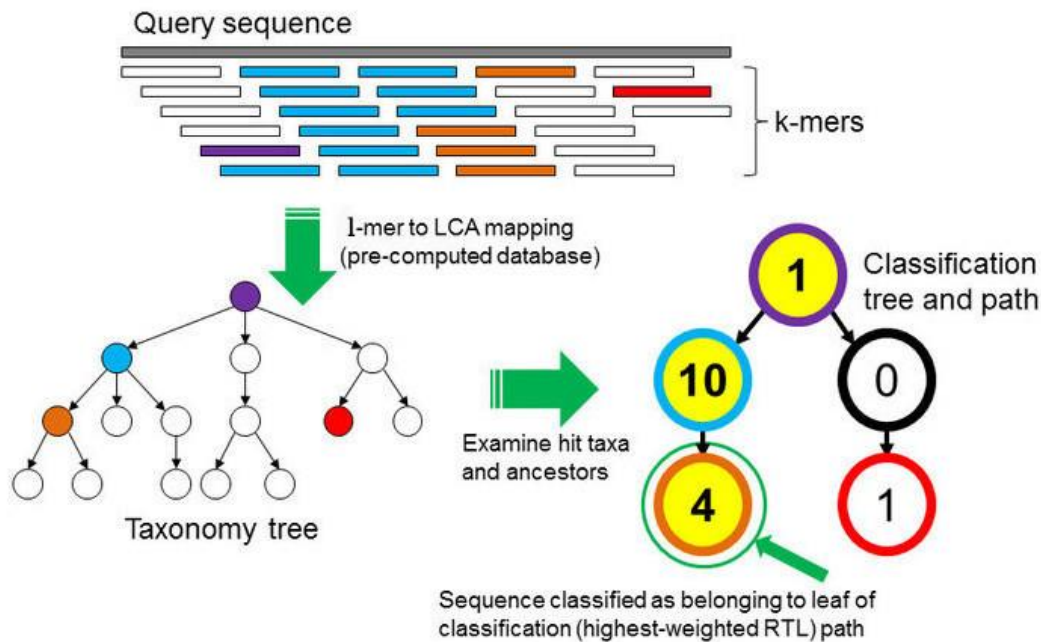 Query sequence
k-mers
1-mer to LCA mapping
(pre-computed database)
Taxonomy tree
Examine hit taxa
and ancestors
Classification
tree and path
1
10
0
4
1
Sequence classified as belonging to leaf of
classification (highest-weighted RTL) path